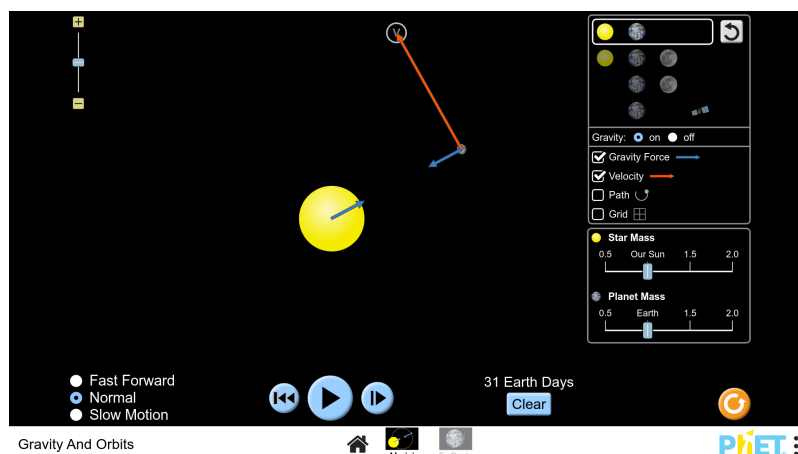 V
Gravity: on off
Gravity Force
Velocity
Path
Grid
Star Mass
0.5 Our Sun 1.5 2.0
Planet Mass
0.5 Earth 1.5 2.0
Fast Forward
Normal
Slow Motion
31 Earth Days
Clear
Gravity And Orbits
PhET